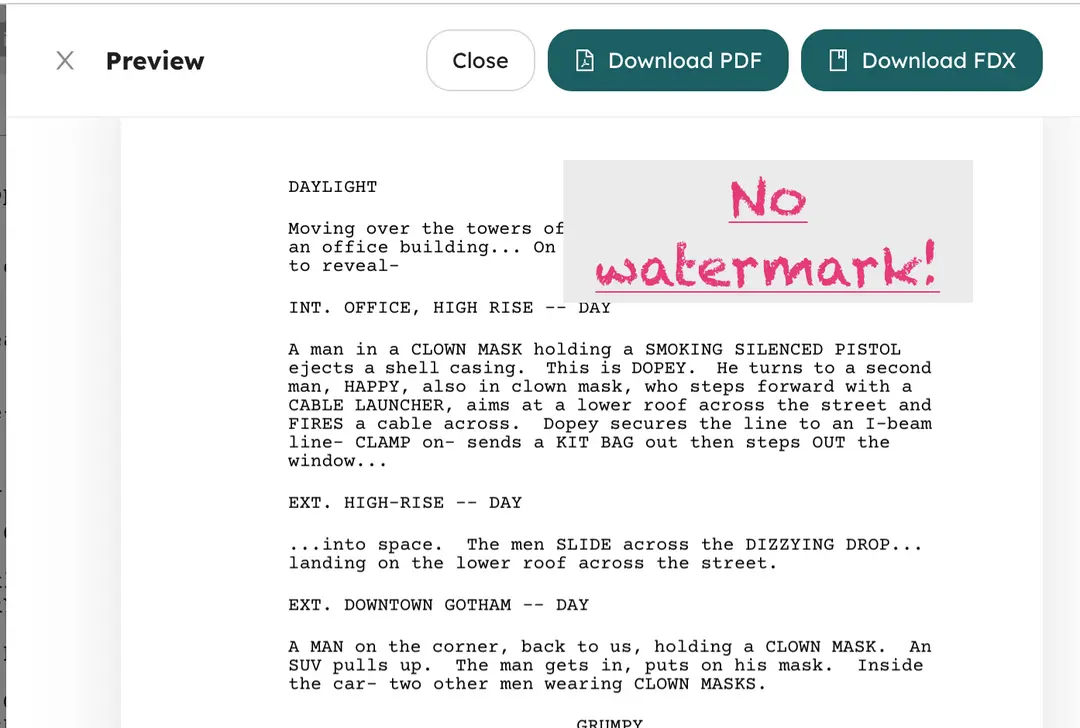 Preview
Close
Download PDF
Download FDX
DAYLIGHT
No
watermark!
Moving over the towers of
an office building... On
to reveal-
INT. OFFICE, HIGH RISE -- DAY
A man in a CLOWN MASK holding a SMOKING SILENCED PISTOL
ejects a shell casing.  This is DOPEY.  He turns to a second
man, HAPPY, also in clown mask, who steps forward with a
CABLE LAUNCHER, aims at a lower roof across the street and
FIRES a cable across.  Dopey secures the line to an I-beam
line- CLAMP on- sends a KIT BAG out then steps OUT the
window...
EXT. HIGH-RISE -- DAY
...into space.  The men SLIDE across the DIZZYING DROP...
landing on the lower roof across the street.
EXT. DOWNTOWN GOTHAM -- DAY
A MAN on the corner, back to us, holding a CLOWN MASK.  An
SUV pulls up.  The man gets in, puts on his mask.  Inside
the car- two other men wearing CLOWN MASKS.
GRUMPY